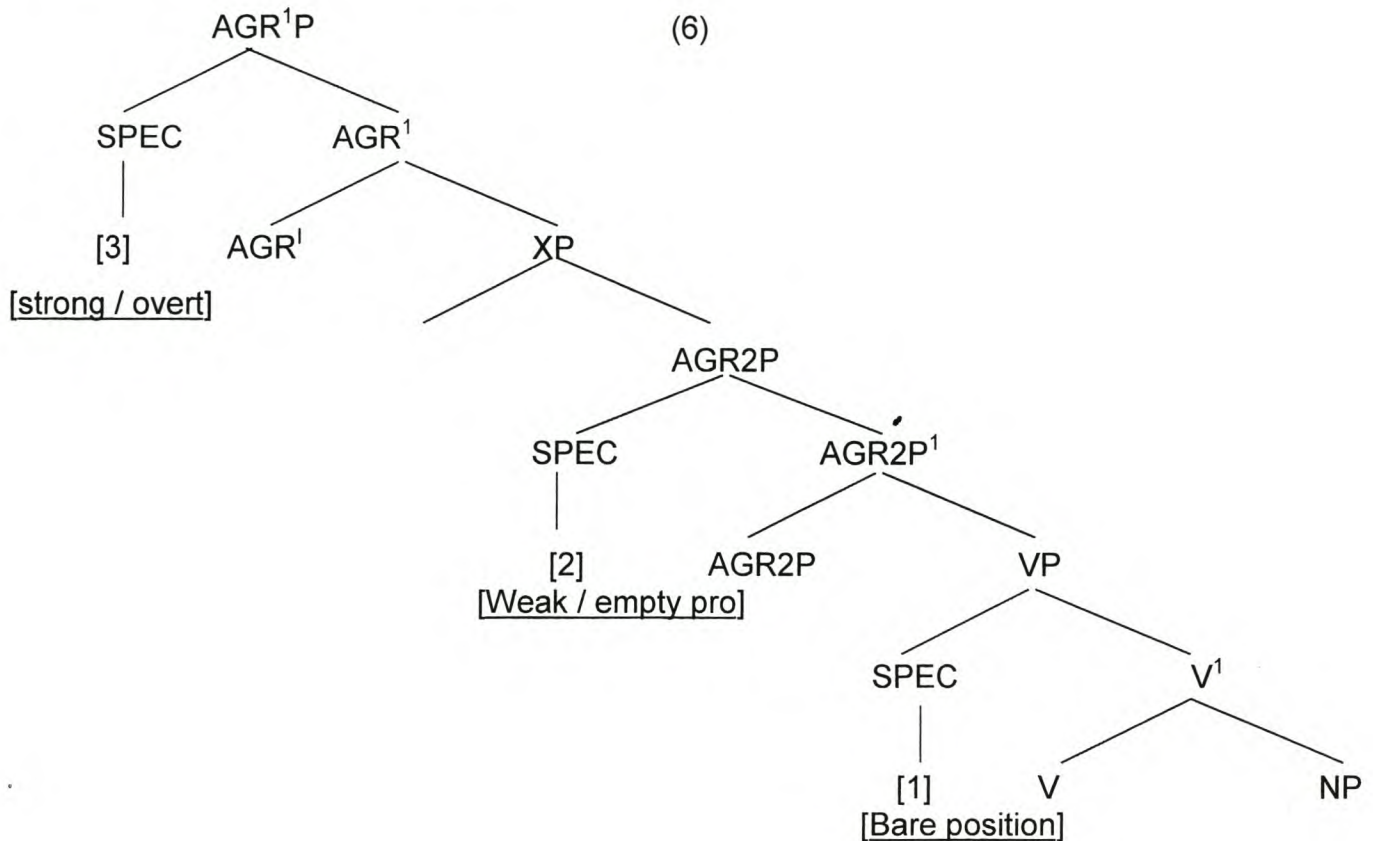 AGR¹P (6)
SPEC AGR¹
[3] AGRᴵ XP
[strong / overt]
AGR2P
SPEC AGR2P¹
[2] AGR2P VP
[Weak / empty pro]
SPEC V¹
[1] V NP
[Bare position]